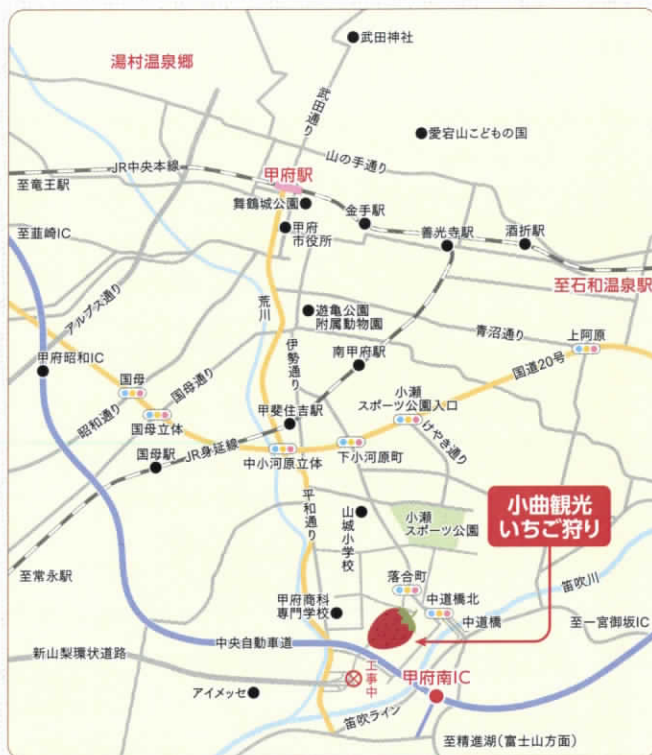 武田神社
湯村温泉郷
武田通り
愛宕山こどもの国
山の手通り
JR中央本線
甲府駅
至竜王駅
舞鶴城公園
金手駅
至韮崎IC
甲府
市役所
善光寺駅
酒折駅
至石和温泉駅
アルプス通り
荒川
遊亀公園
附属動物園
伊勢通り
青沼通り
上阿原
南甲府駅
国道20号
甲府昭和IC
国母
国母通り
小瀬
スポーツ公園入口
昭和通り
国母立体
甲斐住吉駅
けやき通り
国母駅
JR身延線
中小河原立体
下小河原町
平和通り
山城小学校
小瀬
スポーツ公園
小曲観光
いちご狩り
至常永駅
落合町
笛吹川
甲府商科
専門学校
中道橋北
中道橋
至一宮御坂IC
中央自動車道
新山梨環状道路
工事中
甲府南IC
アイメッセ
笛吹ライン
至精進湖(富士山方面)